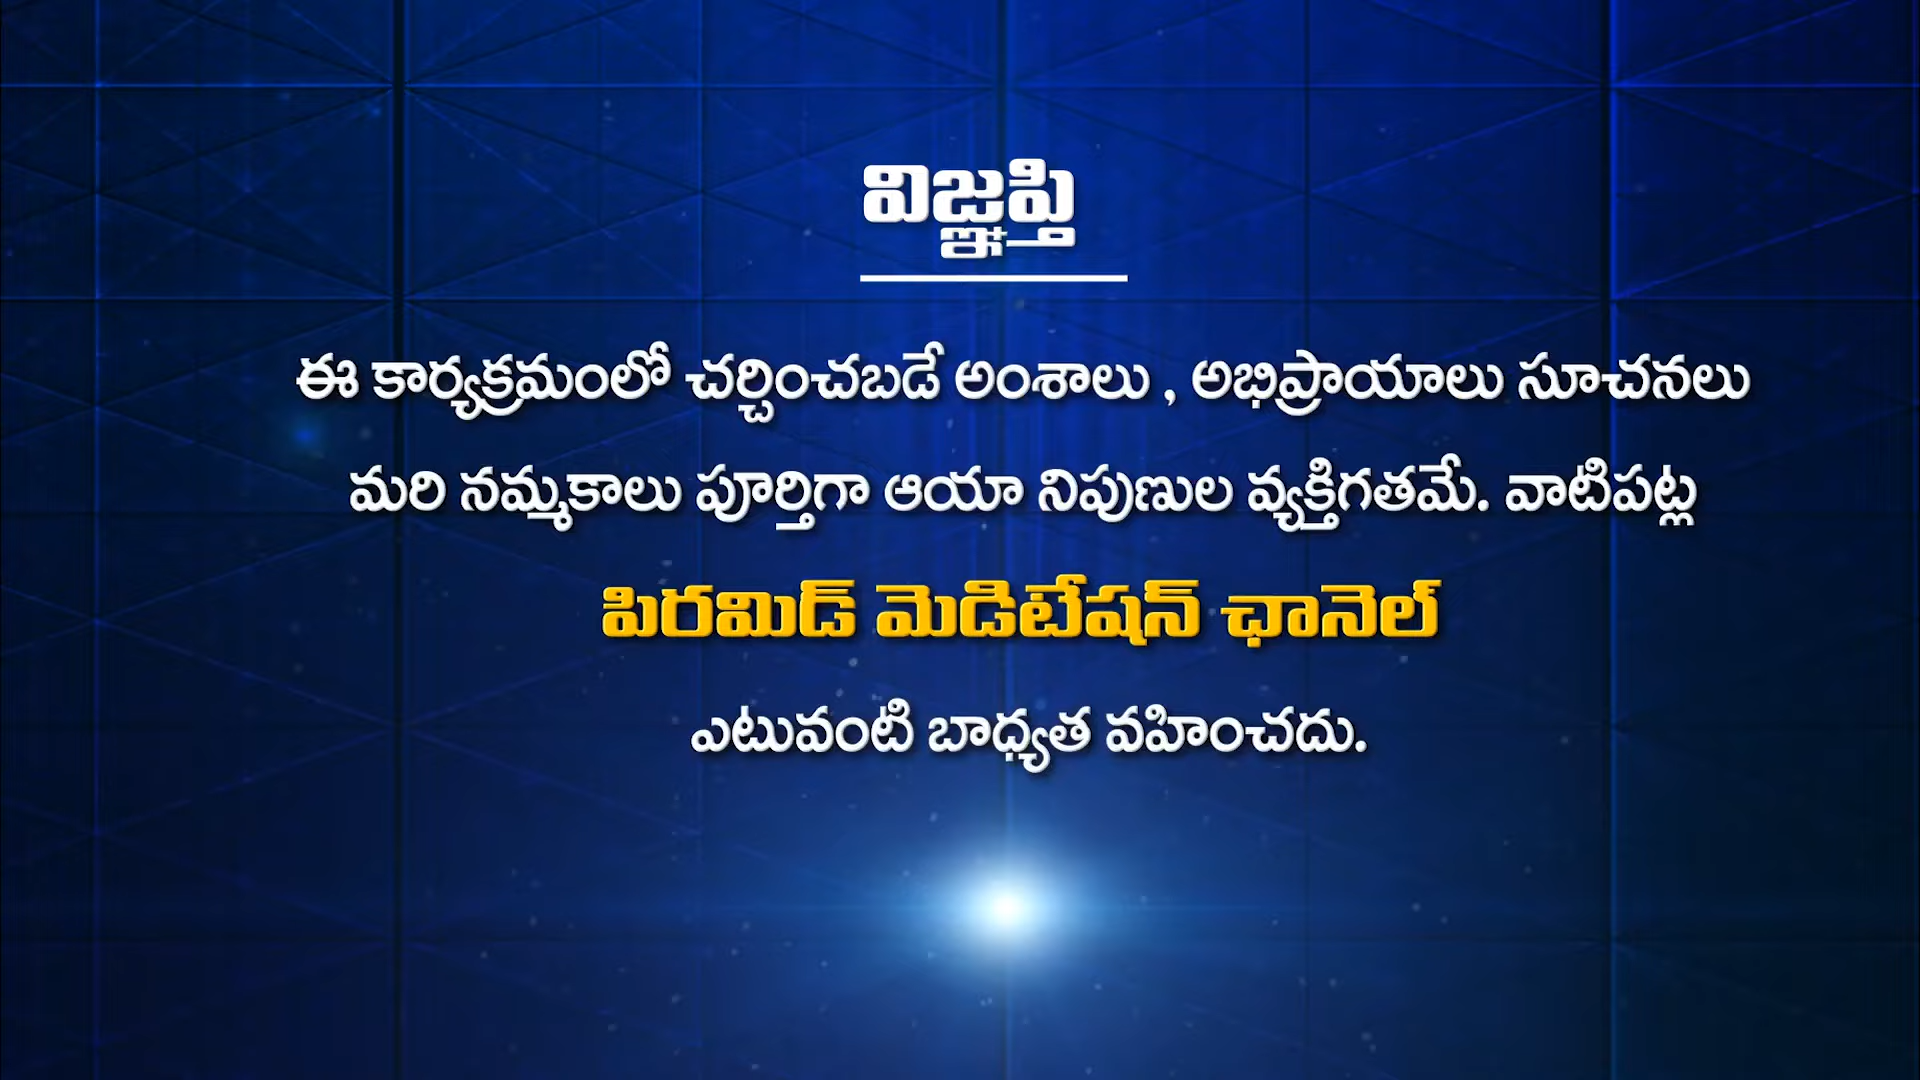 విజ్ఞప్తి
ఈ కార్యక్రమంలో చర్చించబడే అంశాలు , అభిప్రాయాలు సూచనలు
మరి నమ్మకాలు పూర్తిగా ఆయా నిపుణుల వ్యక్తిగతమే. వాటిపట్ల
పిరమిడ్ మెడిటేషన్ ఛానెల్
ఎటువంటి బాధ్యత వహించదు.